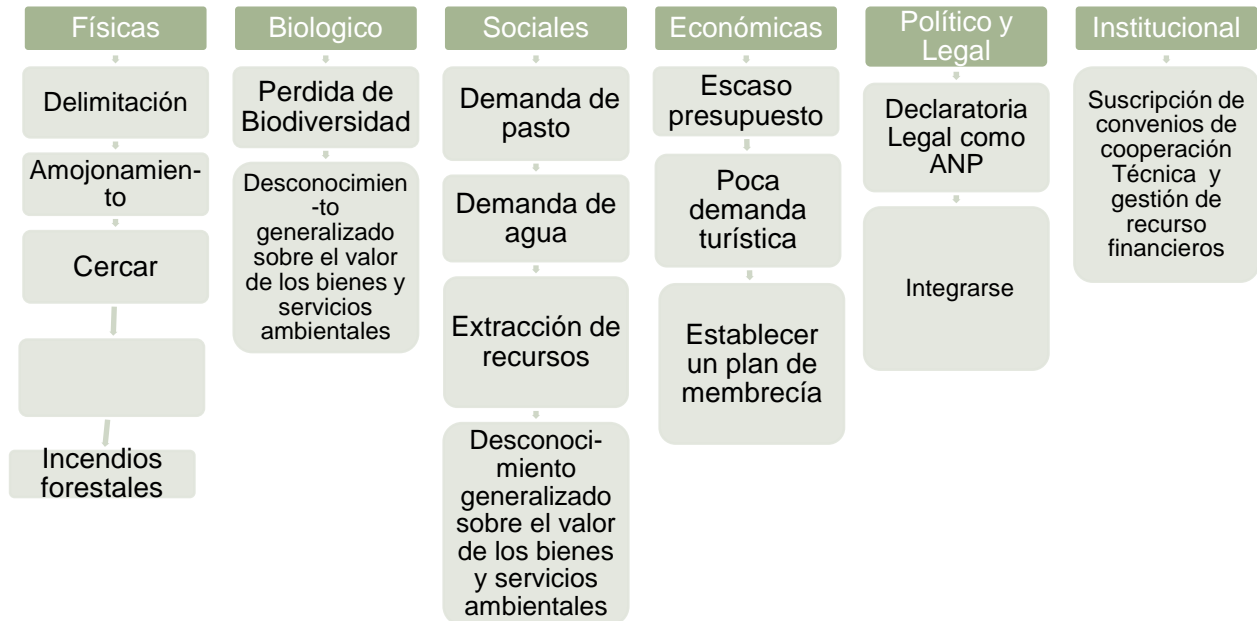 Físicas
Delimitación
Amojonamien-
to
Cercar
Incendios
forestales
Biologico
Perdida de
Biodiversidad
Desconocimien
-to
generalizado
sobre el valor
de los bienes y
servicios
ambientales
Sociales
Demanda de
pasto
Demanda de
agua
Extracción de
recursos
Desconoci-
miento
generalizado
sobre el valor
de los bienes
y servicios
ambientales
Económicas
Escaso
presupuesto
Poca
demanda
turística
Establecer
un plan de
membrecía
Político y
Legal
Declaratoria
Legal como
ANP
Integrarse
Institucional
Suscripción de
convenios de
cooperación
Técnica y
gestión de
recurso
financieros